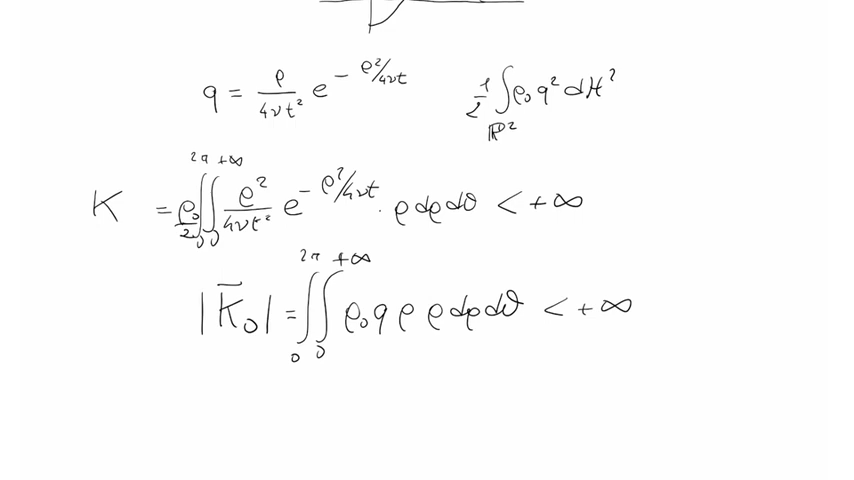 q = ρ/(4νt²) e^(-ρ²/4νt)    1/2 ∫_{ℝ²} ρ₀ q² dH²
K = ρ₀/2 ∫₀^{2π} ∫₀^{+∞} ρ²/(4νt²) e^(-ρ²/4νt) · ρ dρ dθ < +∞
|K̄₀| = ∫₀^{2π} ∫₀^{+∞} ρ₀ q ρ ρ dρ dϑ < +∞